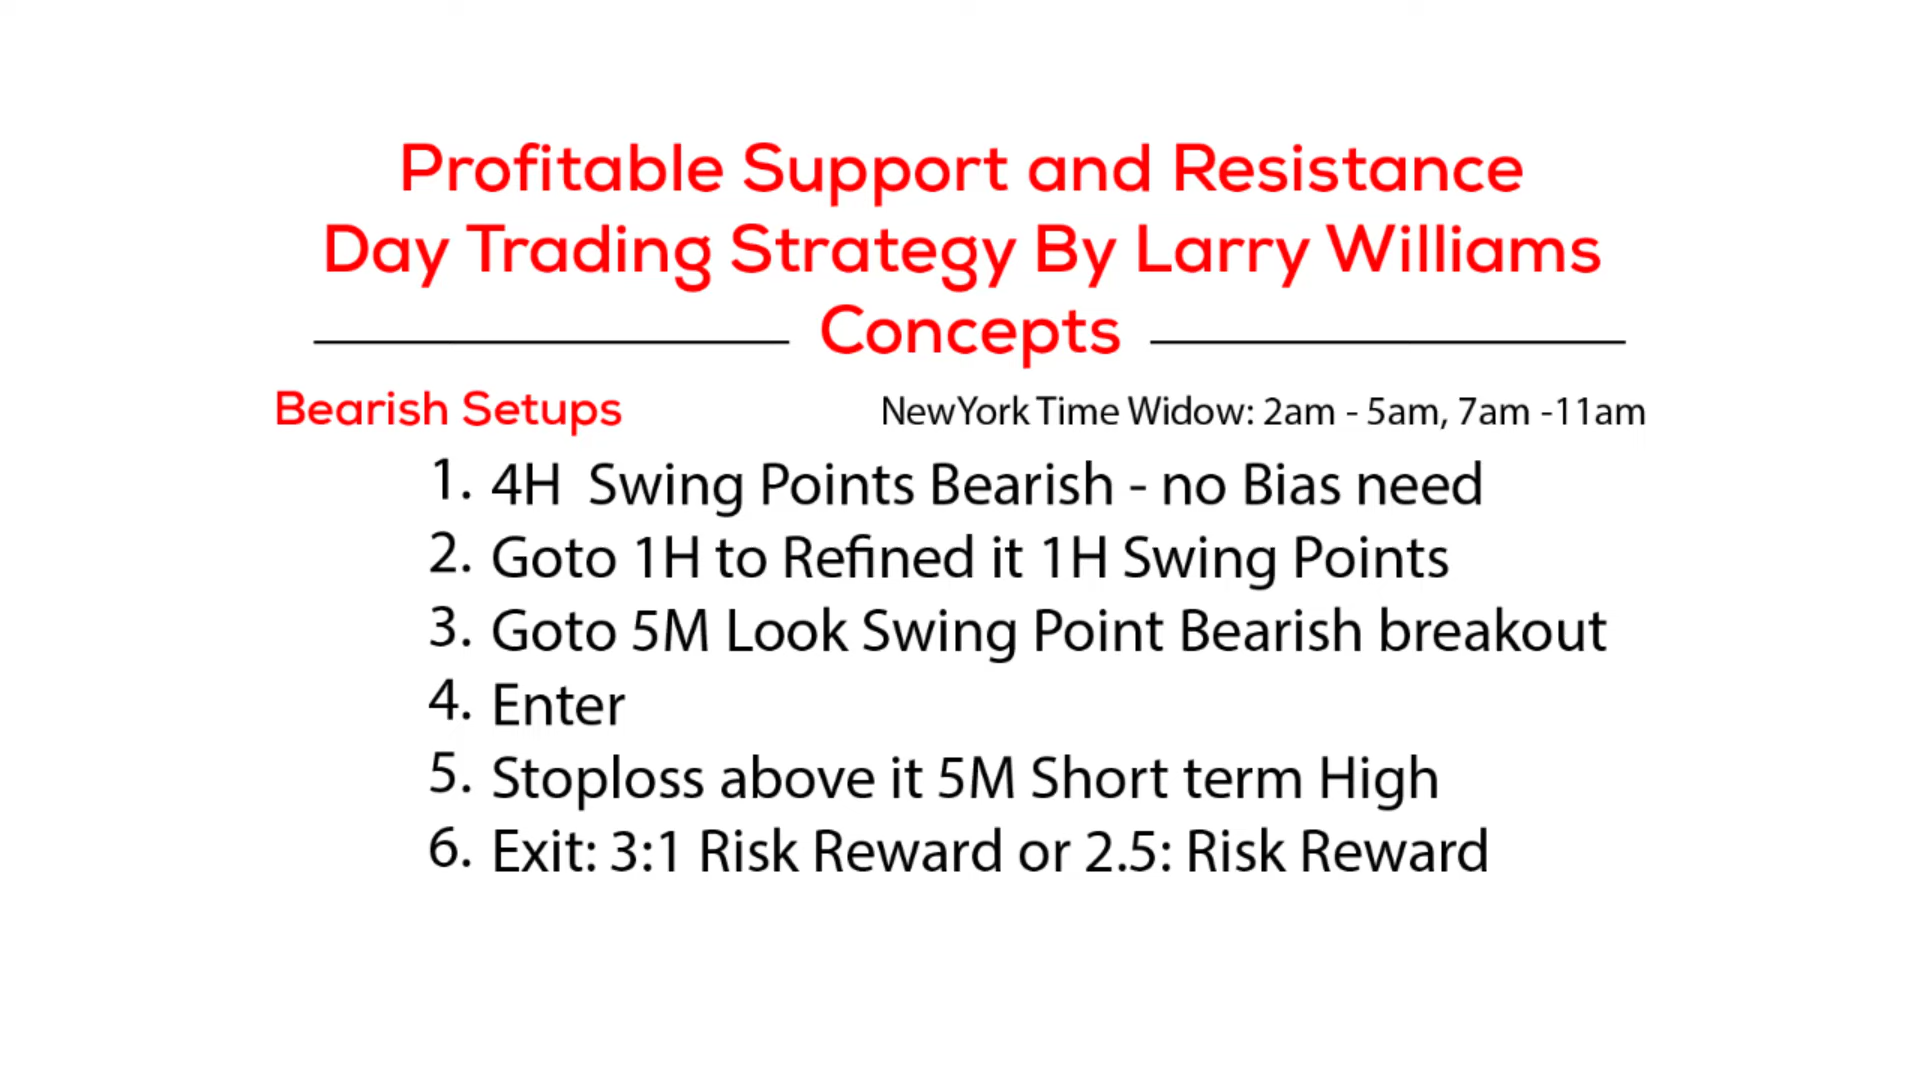 Profitable Support and Resistance
Day Trading Strategy By Larry Williams
Concepts
Bearish Setups
NewYork Time Widow: 2am - 5am, 7am -11am
1. 4H Swing Points Bearish - no Bias need
2. Goto 1H to Refined it 1H Swing Points
3. Goto 5M Look Swing Point Bearish breakout
4. Enter
5. Stoploss above it 5M Short term High
6. Exit: 3:1 Risk Reward or 2.5: Risk Reward